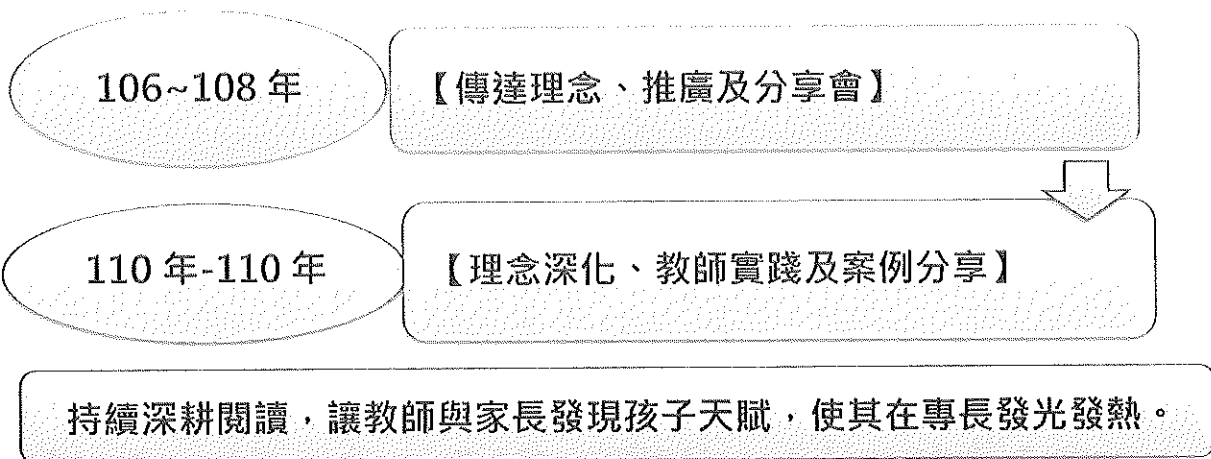 106~108 年
【傳達理念、推廣及分享會】
110 年-110 年
【理念深化、教師實踐及案例分享】
持續深耕閱讀，讓教師與家長發現孩子天賦，使其在專長發光發熱。